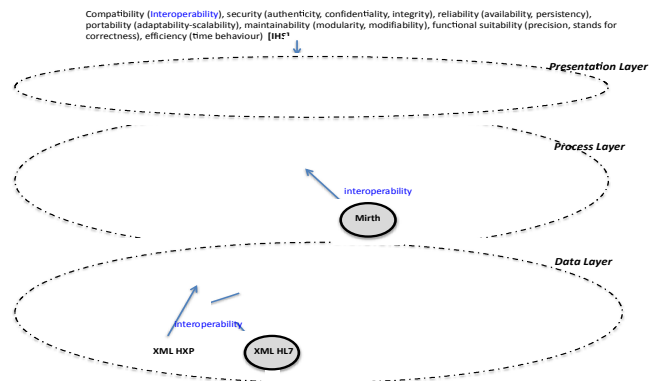 Compatibility (Interoperability), security (authenticity, confidentiality, integrity), reliability (availability, persistency),
portability (adaptability-scalability), maintainability (modularity, modifiability), functional suitability (precision, stands for
correctness), efficiency (time behaviour) [IHS]
Presentation Layer
Process Layer
interoperability
Mirth
Data Layer
interoperability
XML HXP XML HL7